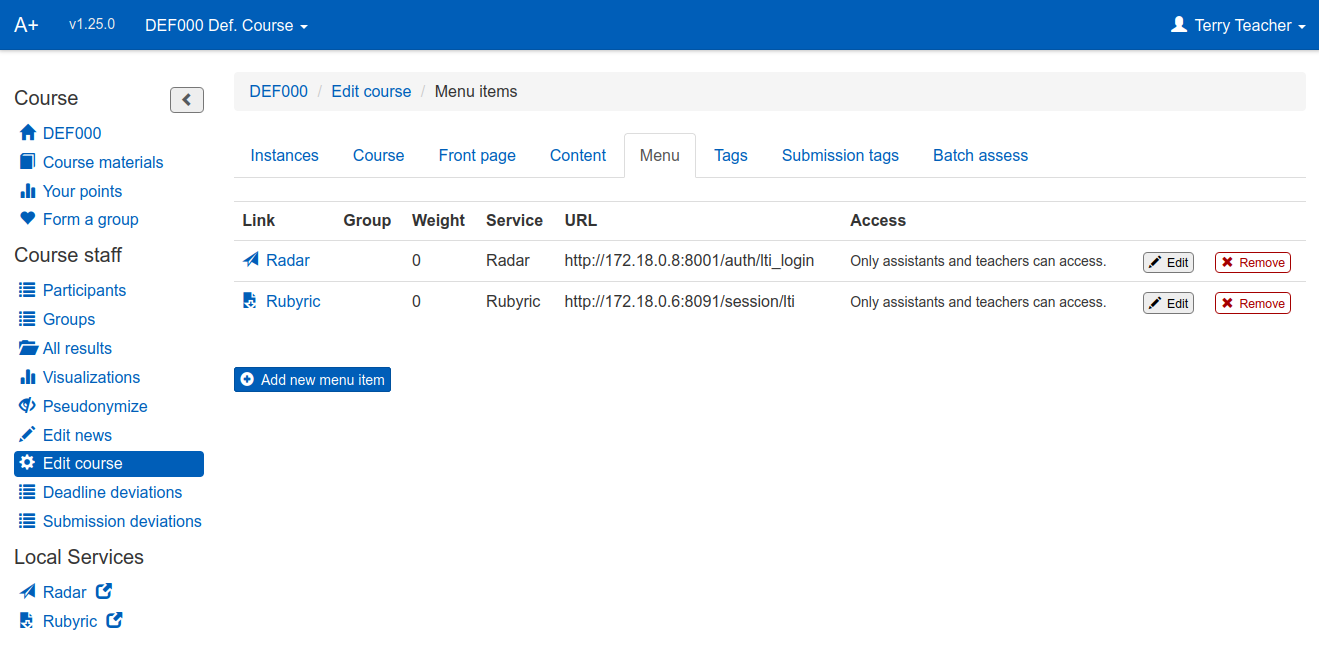 A+ v1.25.0 DEF000 Def. Course Terry Teacher
Course
DEF000
Course materials
Your points
Form a group
Course staff
Participants
Groups
All results
Visualizations
Pseudonymize
Edit news
Edit course
Deadline deviations
Submission deviations
Local Services
Radar
Rubyric
DEF000 / Edit course / Menu items
Instances Course Front page Content Menu Tags Submission tags Batch assess
Link Group Weight Service URL Access
Radar 0 Radar http://172.18.0.8:8001/auth/lti_login Only assistants and teachers can access. Edit Remove
Rubyric 0 Rubyric http://172.18.0.6:8091/session/lti Only assistants and teachers can access. Edit Remove
Add new menu item